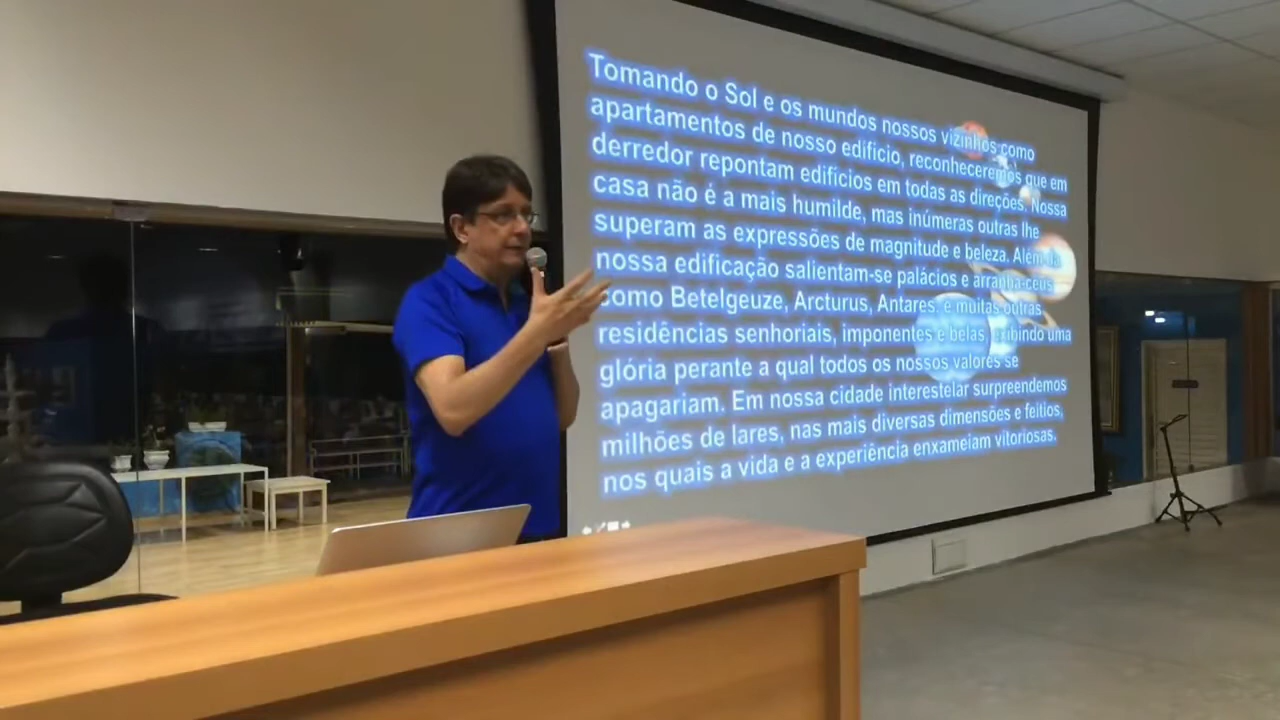 Tomando o Sol e os mundos nossos vizinhos como
apartamentos de nosso edifício, reconheceremos que em
derredor repontam edifícios em todas as direções. Nossa
casa não é a mais humilde, mas inúmeras outras lhe
superam as expressões de magnitude e beleza. Além da
nossa edificação salientam-se palácios e arranha-céus
como Betelgeuze, Arcturus, Antares. e muitas outras
residências senhoriais, imponentes e belas, exibindo uma
glória perante a qual todos os nossos valores se
apagariam. Em nossa cidade interestelar surpreendemos
milhões de lares, nas mais diversas dimensões e feitios,
nos quais a vida e a experiência enxameiam vitoriosas.